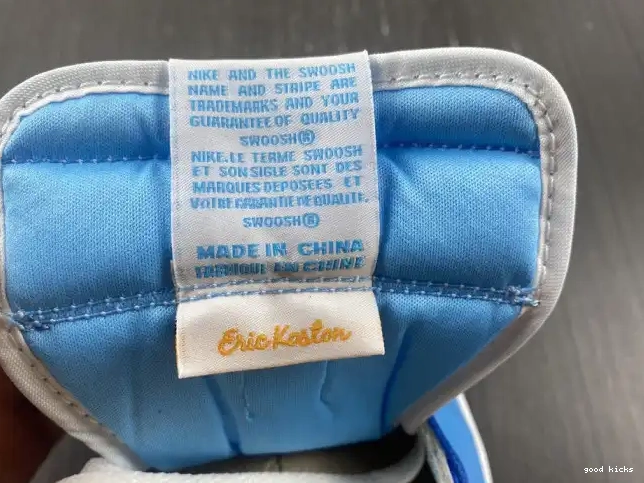 NIKE AND THE SWOOSH
NAME AND STRIPE ARE
TRADEMARKS AND YOUR
GUARANTEE OF QUALITY
SWOOSH®
NIKE.LE TERME SWOOSH
ET SON SIGLE SONT DES
MARQUES DEPOSEES ET
VOTRE GARANTIE DE QUALITE.
SWOOSH®
MADE IN CHINA
FABRIQUE EN CHINE
Eric Koston
good kicks